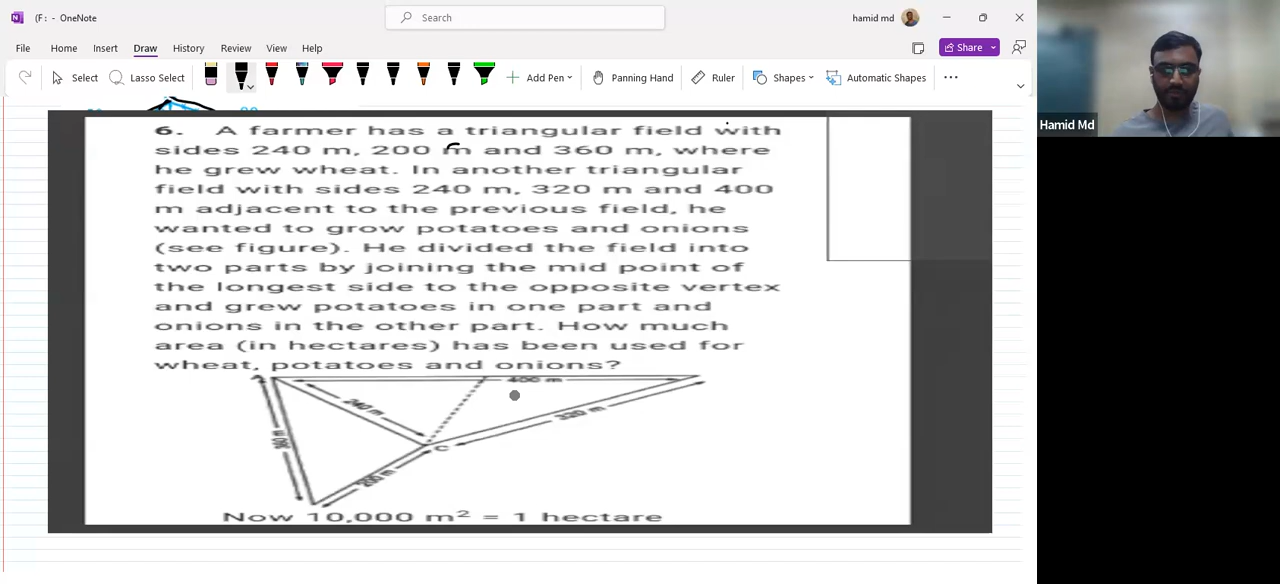 (F: - OneNote
Search
hamid md
File Home Insert Draw History Review View Help
Share
Select Lasso Select Add Pen Panning Hand Ruler Shapes Automatic Shapes
Hamid Md
6. A farmer has a triangular field with
sides 240 m, 200 m and 360 m, where
he grew wheat. In another triangular
field with sides 240 m, 320 m and 400
m adjacent to the previous field, he
wanted to grow potatoes and onions
(see figure). He divided the field into
two parts by joining the mid point of
the longest side to the opposite vertex
and grew potatoes in one part and
onions in the other part. How much
area (in hectares) has been used for
wheat, potatoes and onions?
A
400 m
240 m
320 m
360 m
C
200 m
Now 10,000 m² = 1 hectare